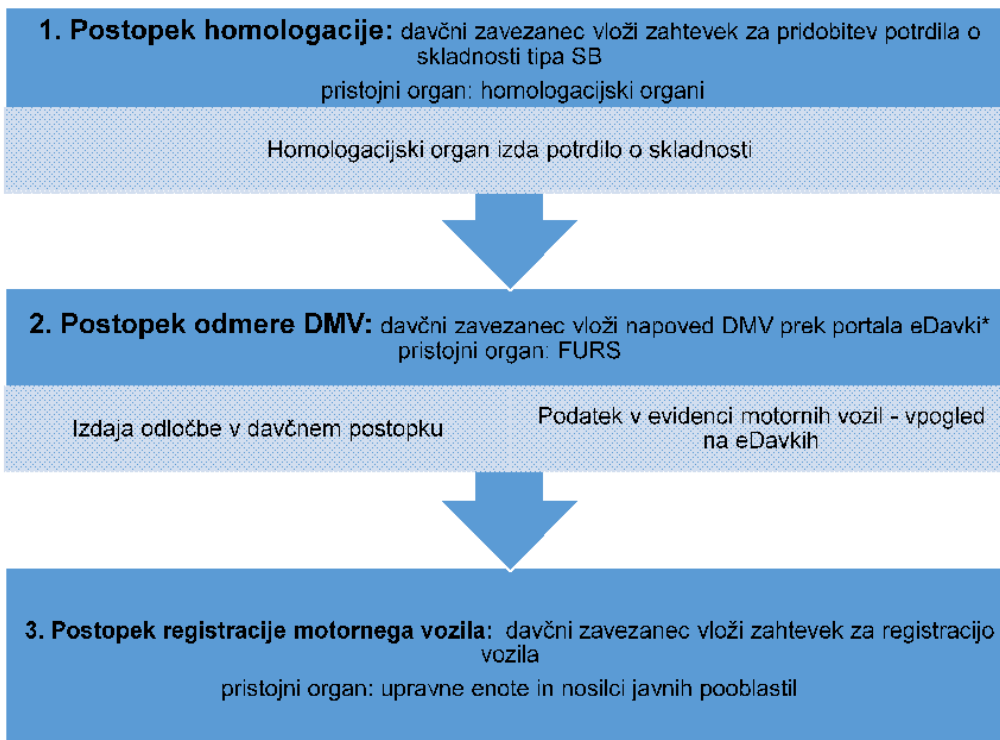 1. Postopek homologacije: davčni zavezanec vloži zahtevek za pridobitev potrdila o
skladnosti tipa SB
pristojni organ: homologacijski organi
Homologacijski organ izda potrdilo o skladnosti
2. Postopek odmere DMV: davčni zavezanec vloži napoved DMV prek portala eDavki*
pristojni organ: FURS
Izdaja odločbe v davčnem postopku
Podatek v evidenci motornih vozil - vpogled
na eDavkih
3. Postopek registracije motornega vozila: davčni zavezanec vloži zahtevek za registracijo
vozila
pristojni organ: upravne enote in nosilci javnih pooblastil